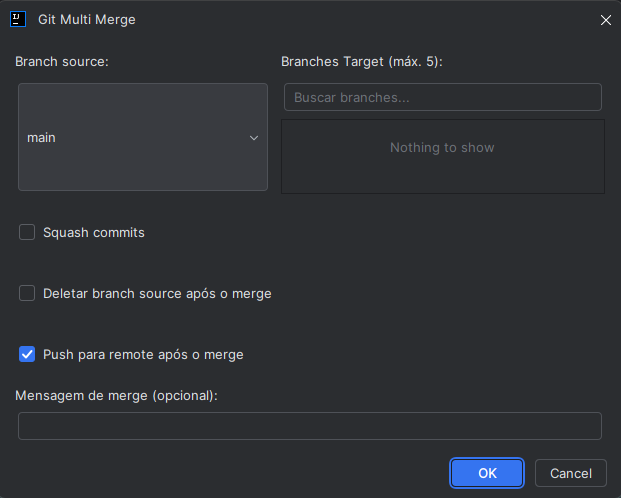 Git Multi Merge
Branch source:
Branches Target (máx. 5):
main
Buscar branches...
Nothing to show
Squash commits
Deletar branch source após o merge
Push para remote após o merge
Mensagem de merge (opcional):
OK
Cancel